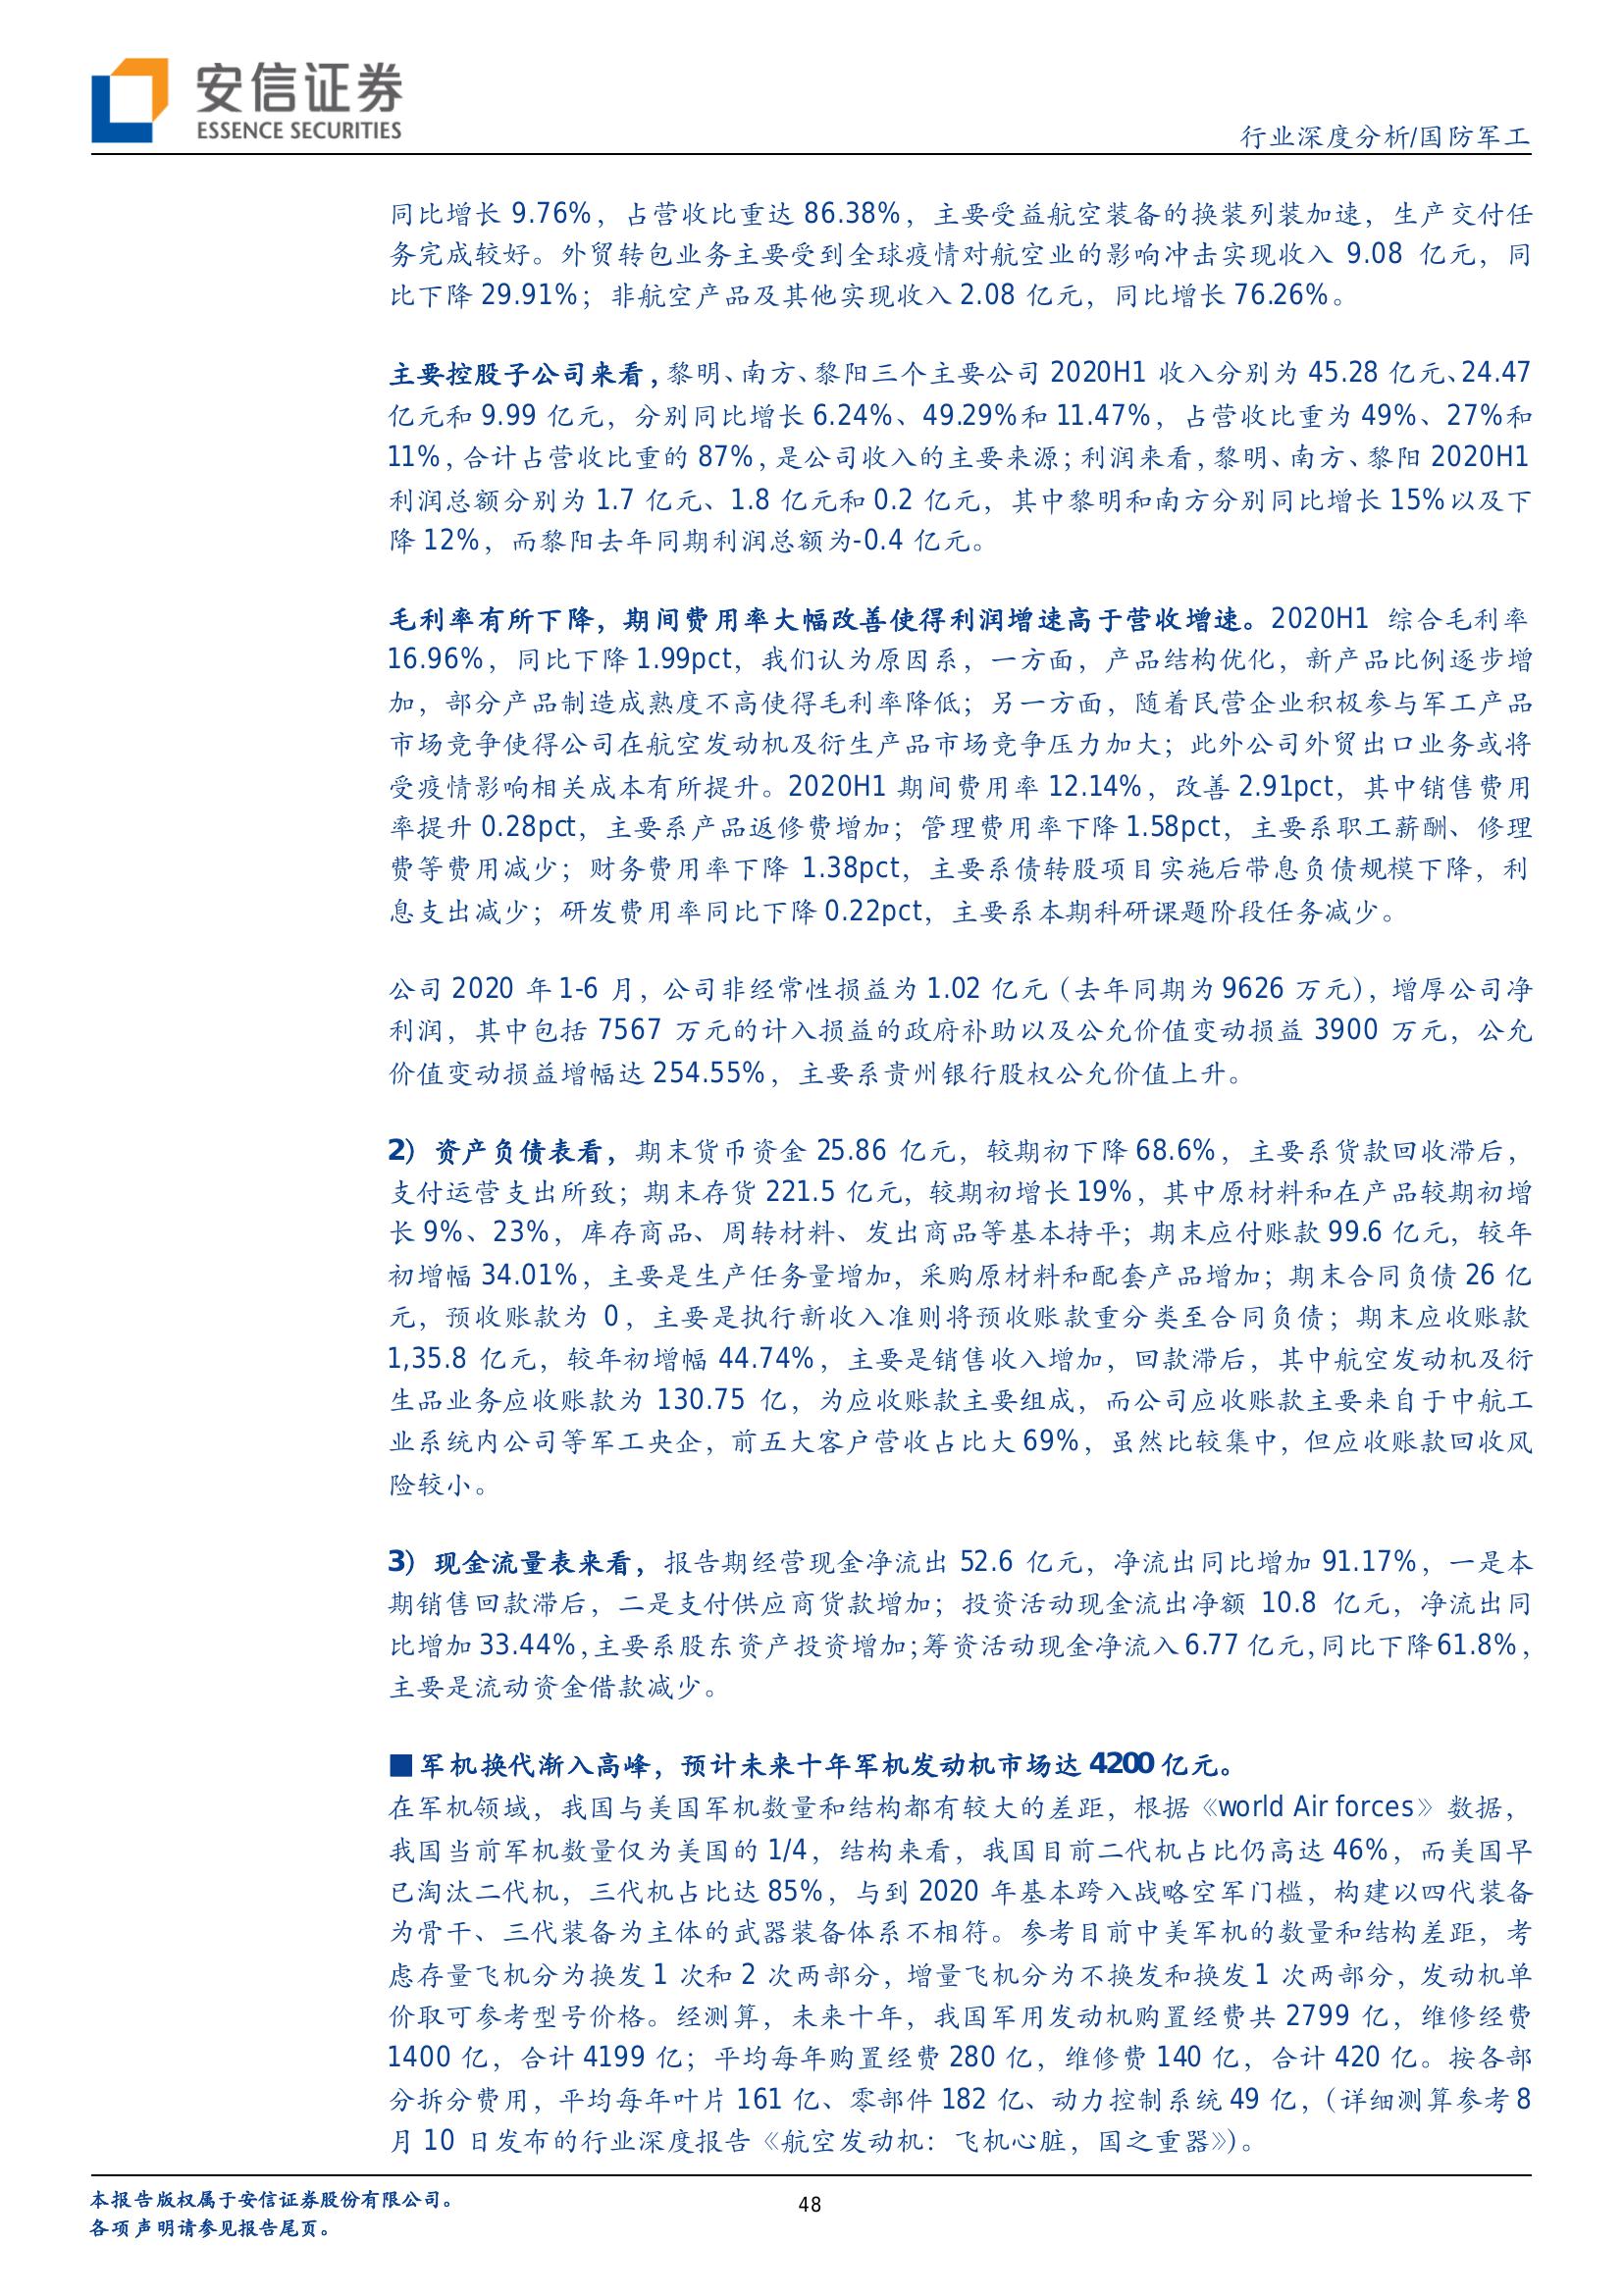 安信证券
ESSENCE SECURITIES
行业深度分析/国防军工
同比增长 9.76%，占营收比重达 86.38%，主要受益航空装备的换装列装加速，生产交付任
务完成较好。外贸转包业务主要受到全球疫情对航空业的影响冲击实现收入 9.08 亿元，同
比下降 29.91%；非航空产品及其他实现收入 2.08 亿元，同比增长 76.26%。
主要控股子公司来看，黎明、南方、黎阳三个主要公司 2020H1 收入分别为 45.28 亿元、24.47
亿元和 9.99 亿元，分别同比增长 6.24%、49.29%和 11.47%，占营收比重为 49%、27%和
11%，合计占营收比重的 87%，是公司收入的主要来源；利润来看，黎明、南方、黎阳 2020H1
利润总额分别为 1.7 亿元、1.8 亿元和 0.2 亿元，其中黎明和南方分别同比增长 15%以及下
降 12%，而黎阳去年同期利润总额为-0.4 亿元。
毛利率有所下降，期间费用率大幅改善使得利润增速高于营收增速。2020H1 综合毛利率
16.96%，同比下降 1.99pct，我们认为原因系，一方面，产品结构优化，新产品比例逐步增
加，部分产品制造成熟度不高使得毛利率降低；另一方面，随着民营企业积极参与军工产品
市场竞争使得公司在航空发动机及衍生产品市场竞争压力加大；此外公司外贸出口业务或将
受疫情影响相关成本有所提升。2020H1 期间费用率 12.14%，改善 2.91pct，其中销售费用
率提升 0.28pct，主要系产品返修费增加；管理费用率下降 1.58pct，主要系职工薪酬、修理
费等费用减少；财务费用率下降 1.38pct，主要系债转股项目实施后带息负债规模下降，利
息支出减少；研发费用率同比下降 0.22pct，主要系本期科研课题阶段任务减少。
公司 2020 年 1-6 月，公司非经常性损益为 1.02 亿元（去年同期为 9626 万元），增厚公司净
利润，其中包括 7567 万元的计入损益的政府补助以及公允价值变动损益 3900 万元，公允
价值变动损益增幅达 254.55%，主要系贵州银行股权公允价值上升。
2）资产负债表看，期末货币资金 25.86 亿元，较期初下降 68.6%，主要系货款回收滞后，
支付运营支出所致；期末存货 221.5 亿元，较期初增长 19%，其中原材料和在产品较期初增
长 9%、23%，库存商品、周转材料、发出商品等基本持平；期末应付账款 99.6 亿元，较年
初增幅 34.01%，主要是生产任务量增加，采购原材料和配套产品增加；期末合同负债 26 亿
元，预收账款为 0，主要是执行新收入准则将预收账款重分类至合同负债；期末应收账款
1,35.8 亿元，较年初增幅 44.74%，主要是销售收入增加，回款滞后，其中航空发动机及衍
生品业务应收账款为 130.75 亿，为应收账款主要组成，而公司应收账款主要来自于中航工
业系统内公司等军工央企，前五大客户营收占比大 69%，虽然比较集中，但应收账款回收风
险较小。
3）现金流量表来看，报告期经营现金净流出 52.6 亿元，净流出同比增加 91.17%，一是本
期销售回款滞后，二是支付供应商货款增加；投资活动现金流出净额 10.8 亿元，净流出同
比增加 33.44%，主要系股东资产投资增加；筹资活动现金净流入 6.77 亿元，同比下降 61.8%，
主要是流动资金借款减少。
■军机换代渐入高峰，预计未来十年军机发动机市场达 4200 亿元。
在军机领域，我国与美国军机数量和结构都有较大的差距，根据《world Air forces》数据，
我国当前军机数量仅为美国的 1/4，结构来看，我国目前二代机占比仍高达 46%，而美国早
已淘汰二代机，三代机占比达 85%，与到 2020 年基本跨入战略空军门槛，构建以四代装备
为骨干、三代装备为主体的武器装备体系不相符。参考目前中美军机的数量和结构差距，考
虑存量飞机分为换发 1 次和 2 次两部分，增量飞机分为不换发和换发 1 次两部分，发动机单
价取可参考型号价格。经测算，未来十年，我国军用发动机购置经费共 2799 亿，维修经费
1400 亿，合计 4199 亿；平均每年购置经费 280 亿，维修费 140 亿，合计 420 亿。按各部
分拆分费用，平均每年叶片 161 亿、零部件 182 亿、动力控制系统 49 亿，（详细测算参考 8
月 10 日发布的行业深度报告《航空发动机：飞机心脏，国之重器》）。
本报告版权属于安信证券股份有限公司。
48
各项声明请参见报告尾页。